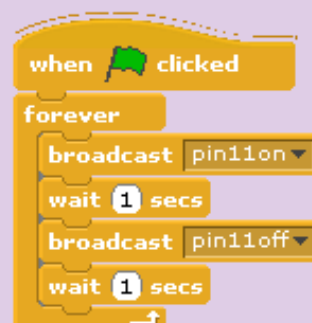 when clicked
forever
broadcast pin11on
wait 1 secs
broadcast pin11off
wait 1 secs